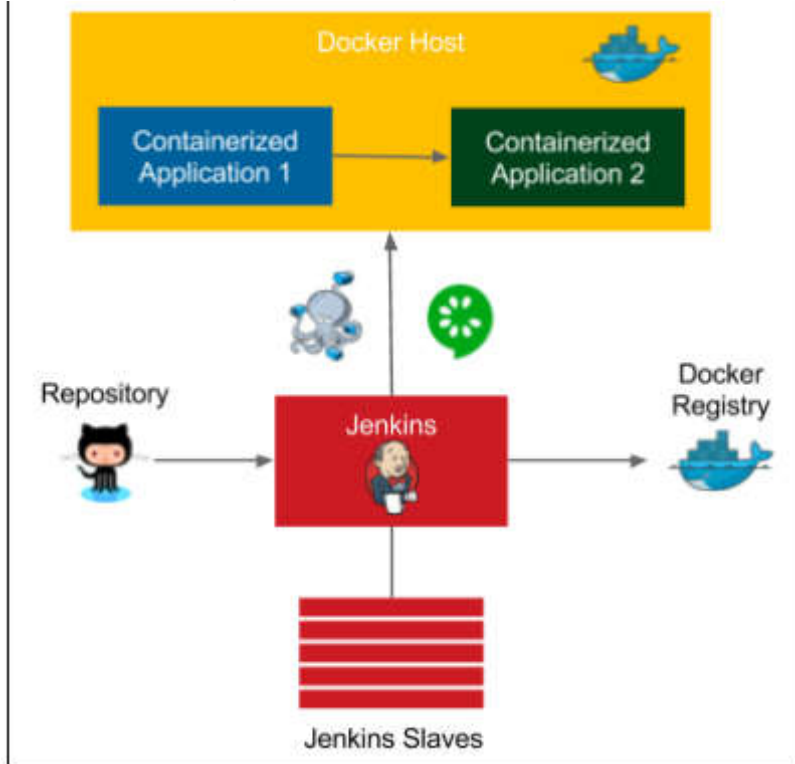 Docker Host
Containerized
Application 1
Containerized
Application 2
Repository
Jenkins
Docker
Registry
Jenkins Slaves